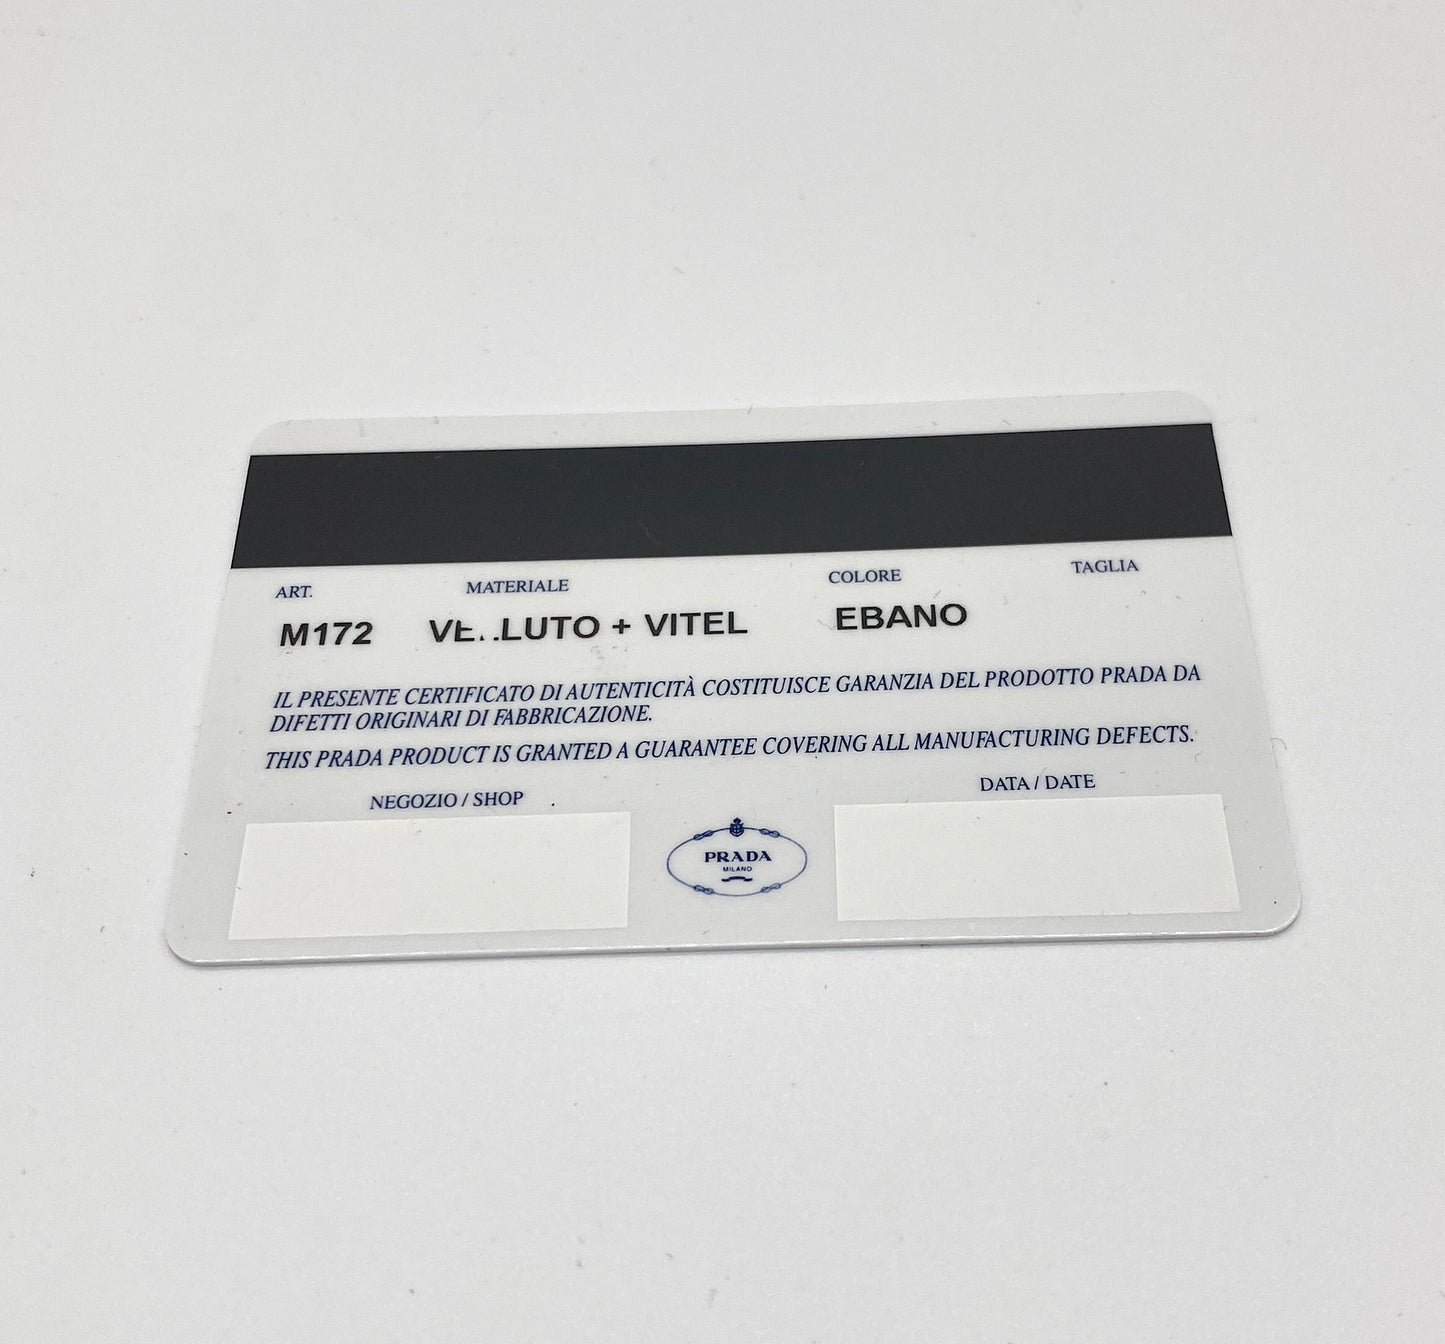 ART. MATERIALE COLORE TAGLIA
M172 VELLUTO + VITEL EBANO
IL PRESENTE CERTIFICATO DI AUTENTICITÀ COSTITUISCE GARANZIA DEL PRODOTTO PRADA DA
DIFETTI ORIGINARI DI FABBRICAZIONE.
THIS PRADA PRODUCT IS GRANTED A GUARANTEE COVERING ALL MANUFACTURING DEFECTS.
NEGOZIO / SHOP DATA / DATE
PRADA
MILANO